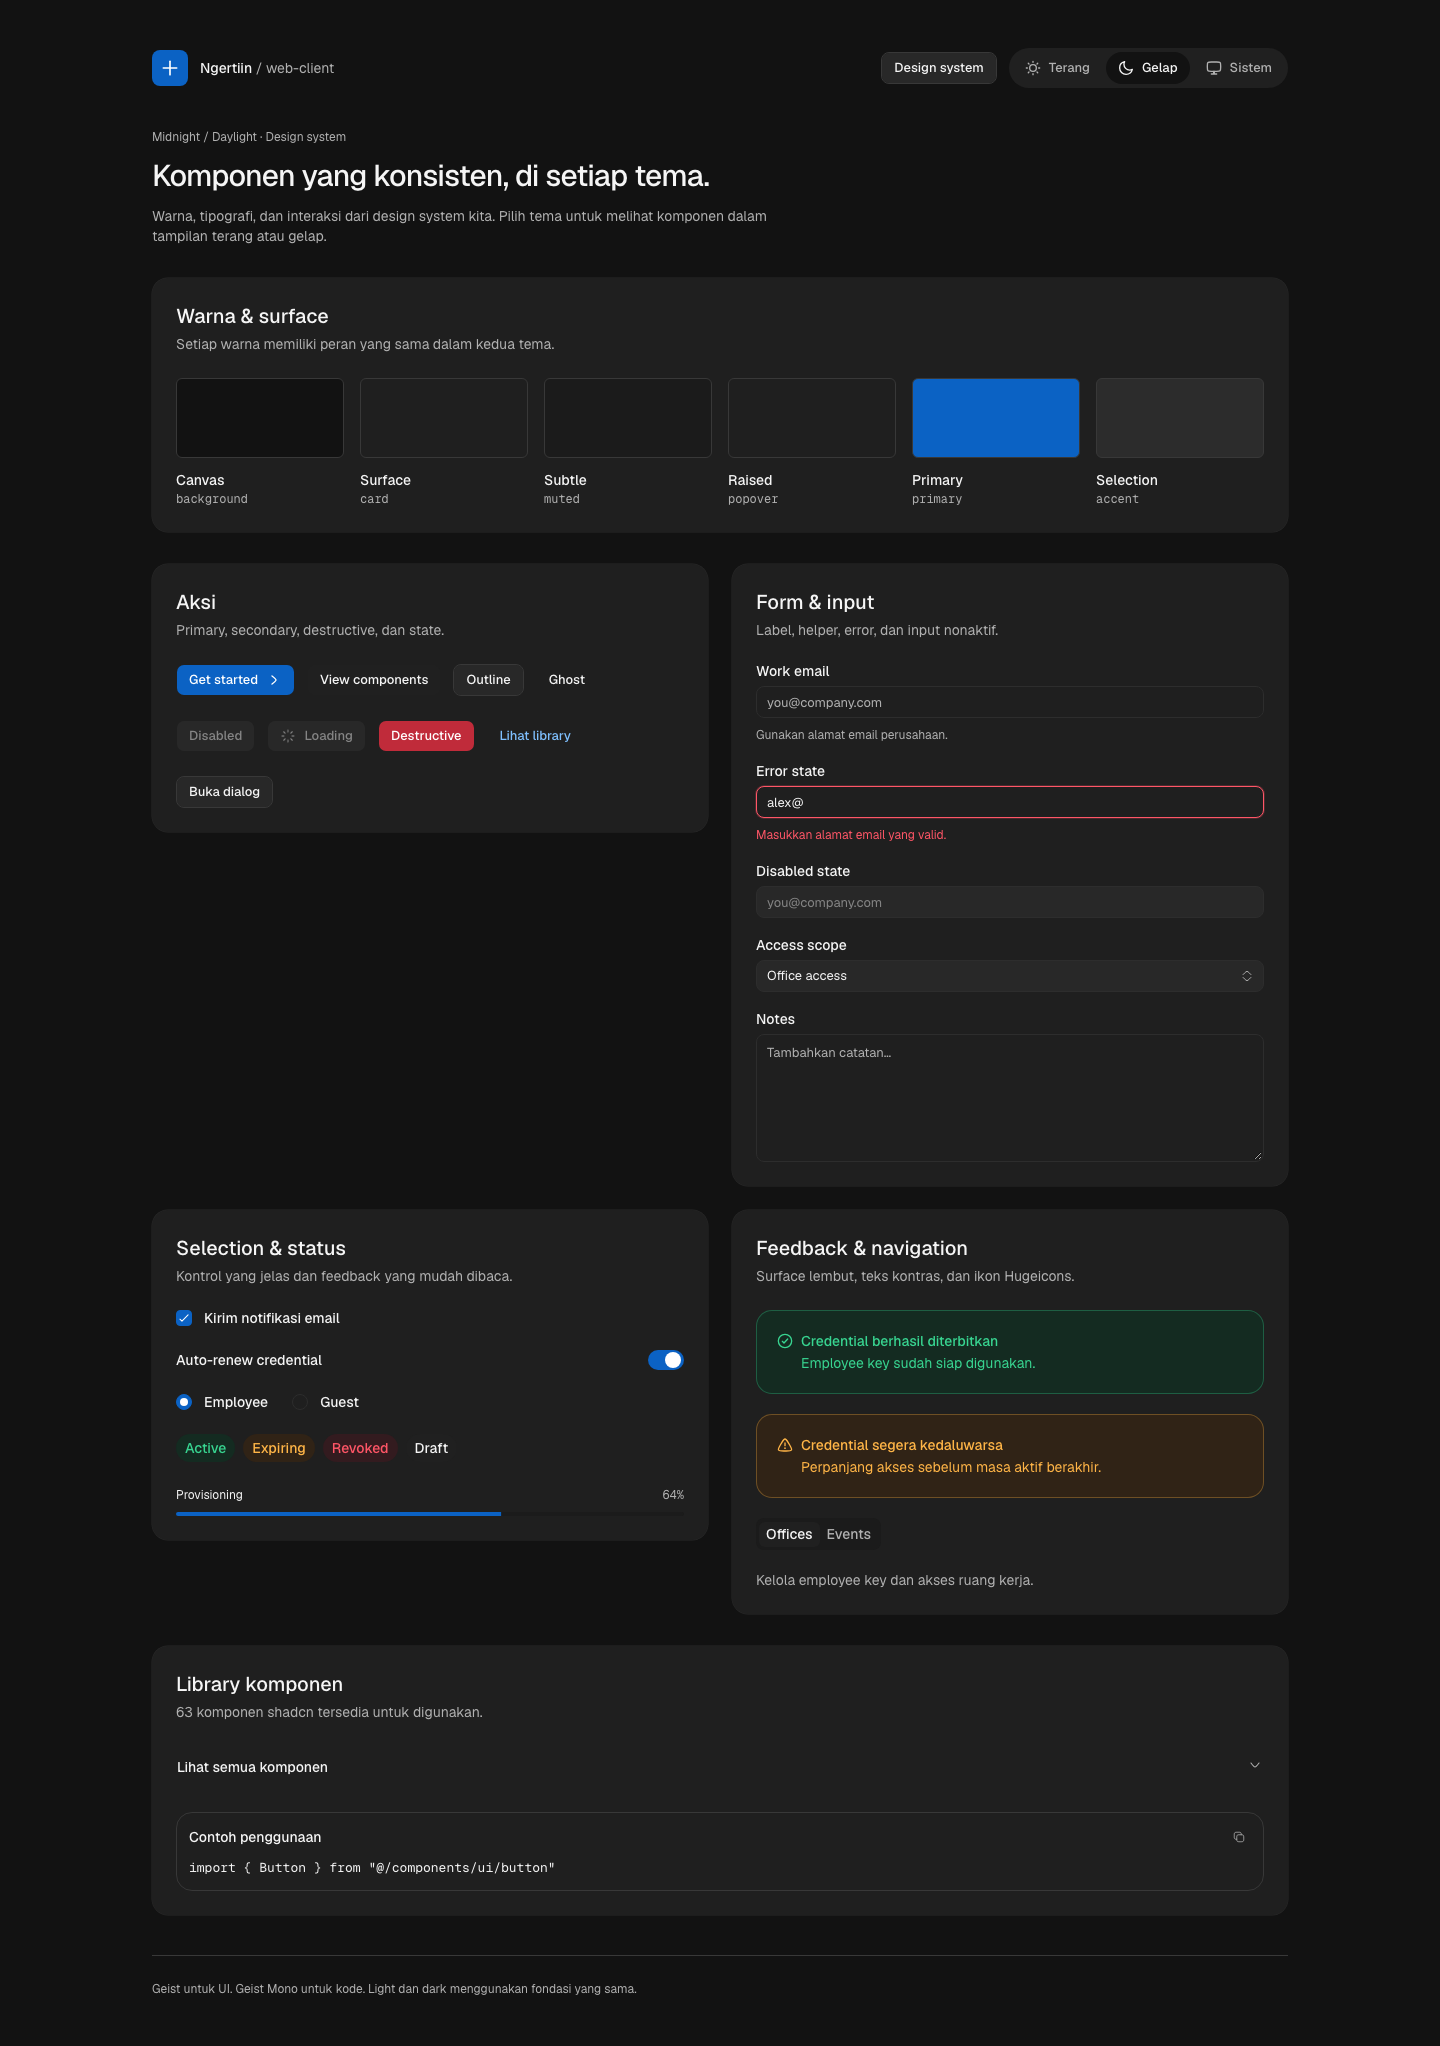 Ngertiin / web-client
Design system
Terang
Gelap
Sistem
Midnight / Daylight · Design system
Komponen yang konsisten, di setiap tema.
Warna, tipografi, dan interaksi dari design system kita. Pilih tema untuk melihat komponen dalam
tampilan terang atau gelap.
Warna & surface
Setiap warna memiliki peran yang sama dalam kedua tema.
Canvas
background
Surface
card
Subtle
muted
Raised
popover
Primary
primary
Selection
accent
Aksi
Primary, secondary, destructive, dan state.
Get started
View components
Outline
Ghost
Disabled
Loading
Destructive
Lihat library
Buka dialog
Form & input
Label, helper, error, dan input nonaktif.
Work email
you@company.com
Gunakan alamat email perusahaan.
Error state
alex@
Masukkan alamat email yang valid.
Disabled state
you@company.com
Access scope
Office access
Notes
Tambahkan catatan…
Selection & status
Kontrol yang jelas dan feedback yang mudah dibaca.
Kirim notifikasi email
Auto-renew credential
Employee
Guest
Active
Expiring
Revoked
Draft
Provisioning
64%
Feedback & navigation
Surface lembut, teks kontras, dan ikon Hugeicons.
Credential berhasil diterbitkan
Employee key sudah siap digunakan.
Credential segera kedaluwarsa
Perpanjang akses sebelum masa aktif berakhir.
Offices
Events
Kelola employee key dan akses ruang kerja.
Library komponen
63 komponen shadcn tersedia untuk digunakan.
Lihat semua komponen
Contoh penggunaan
import { Button } from "@/components/ui/button"
Geist untuk UI. Geist Mono untuk kode. Light dan dark menggunakan fondasi yang sama.